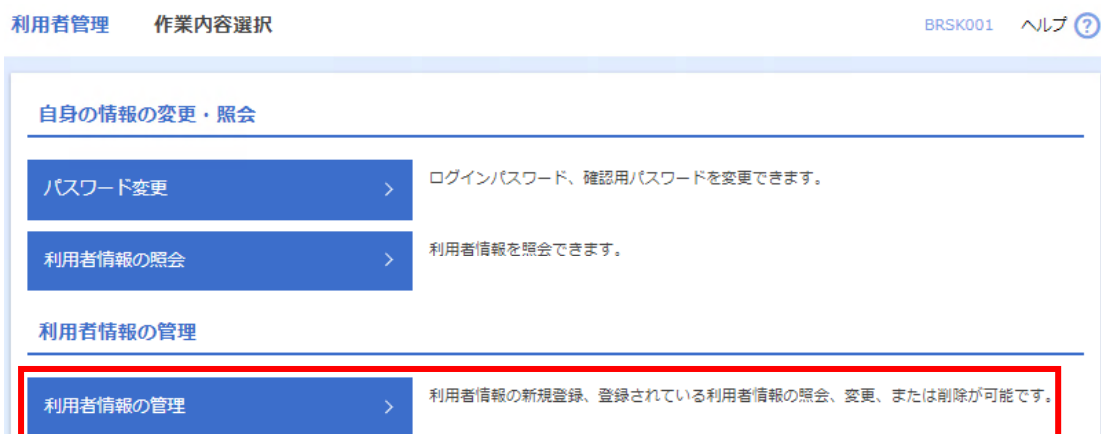 利用者管理 作業内容選択 BRSK001 ヘルプ ?
自身の情報の変更・照会
パスワード変更 ログインパスワード、確認用パスワードを変更できます。
利用者情報の照会 利用者情報を照会できます。
利用者情報の管理
利用者情報の管理 利用者情報の新規登録、登録されている利用者情報の照会、変更、または削除が可能です。